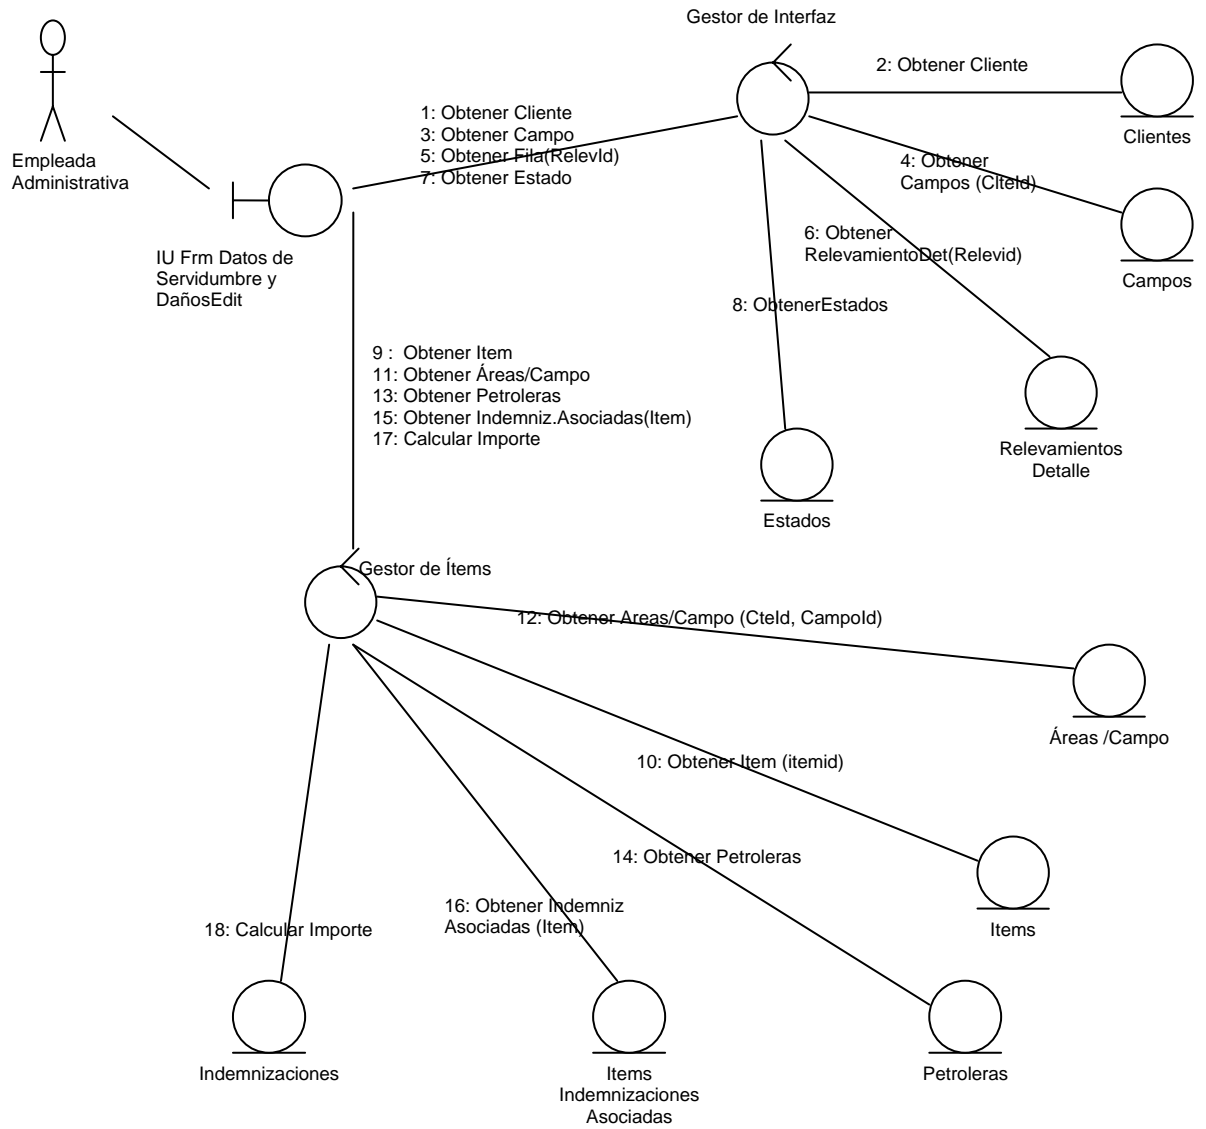 Gestor de Interfaz
2: Obtener Cliente
Clientes
1: Obtener Cliente
3: Obtener Campo
5: Obtener Fila(RelevId)
7: Obtener Estado
Empleada
Administrativa
4: Obtener
Campos (ClteId)
Campos
6: Obtener
RelevamientoDet(Relevid)
IU Frm Datos de
Servidumbre y
DañosEdit
8: ObtenerEstados
9 :  Obtener Item
11: Obtener Áreas/Campo
13: Obtener Petroleras
15: Obtener Indemniz.Asociadas(Item)
17: Calcular Importe
Relevamientos
Detalle
Estados
Gestor de Ítems
12: Obtener Areas/Campo (CteId, CampoId)
Áreas /Campo
10: Obtener Item (itemid)
14: Obtener Petroleras
16: Obtener Indemniz
Asociadas (Item)
18: Calcular Importe
Items
Indemnizaciones
Items
Indemnizaciones
Asociadas
Petroleras